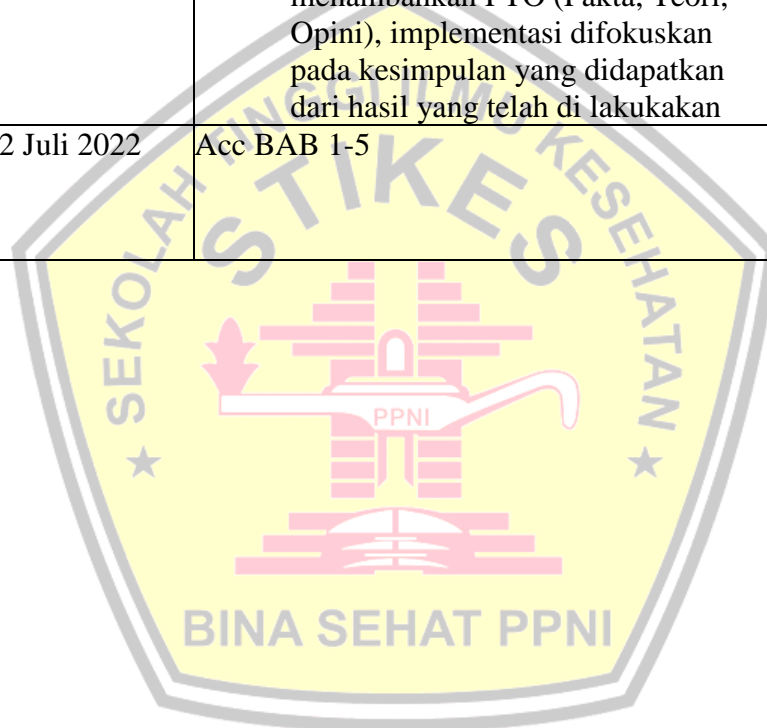 menambahkan FTO (Fakta, Teori,
Opini), implementasi difokuskan
pada kesimpulan yang didapatkan
dari hasil yang telah di lakukakan
2 Juli 2022
Acc BAB 1-5
SEKOLAH TINGGI ILMU KESEHATAN
STIKES
PPNI
BINA SEHAT PPNI